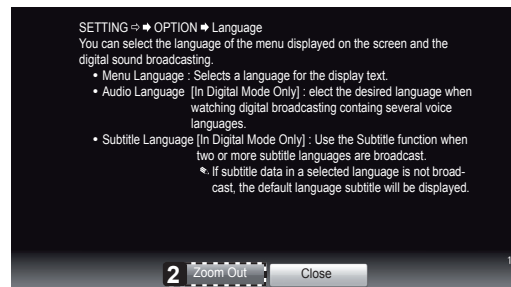 SETTING ⇨ ➡ OPTION ➡ Language
You can select the language of the menu displayed on the screen and the
digital sound broadcasting.
• Menu Language : Selects a language for the display text.
• Audio Language [In Digital Mode Only] : elect the desired language when
watching digital broadcasting containg several voice
languages.
• Subtitle Language [In Digital Mode Only] : Use the Subtitle function when
two or more subtitle languages are broadcast.
If subtitle data in a selected language is not broad-
cast, the default language subtitle will be displayed.
1
2 Zoom Out Close